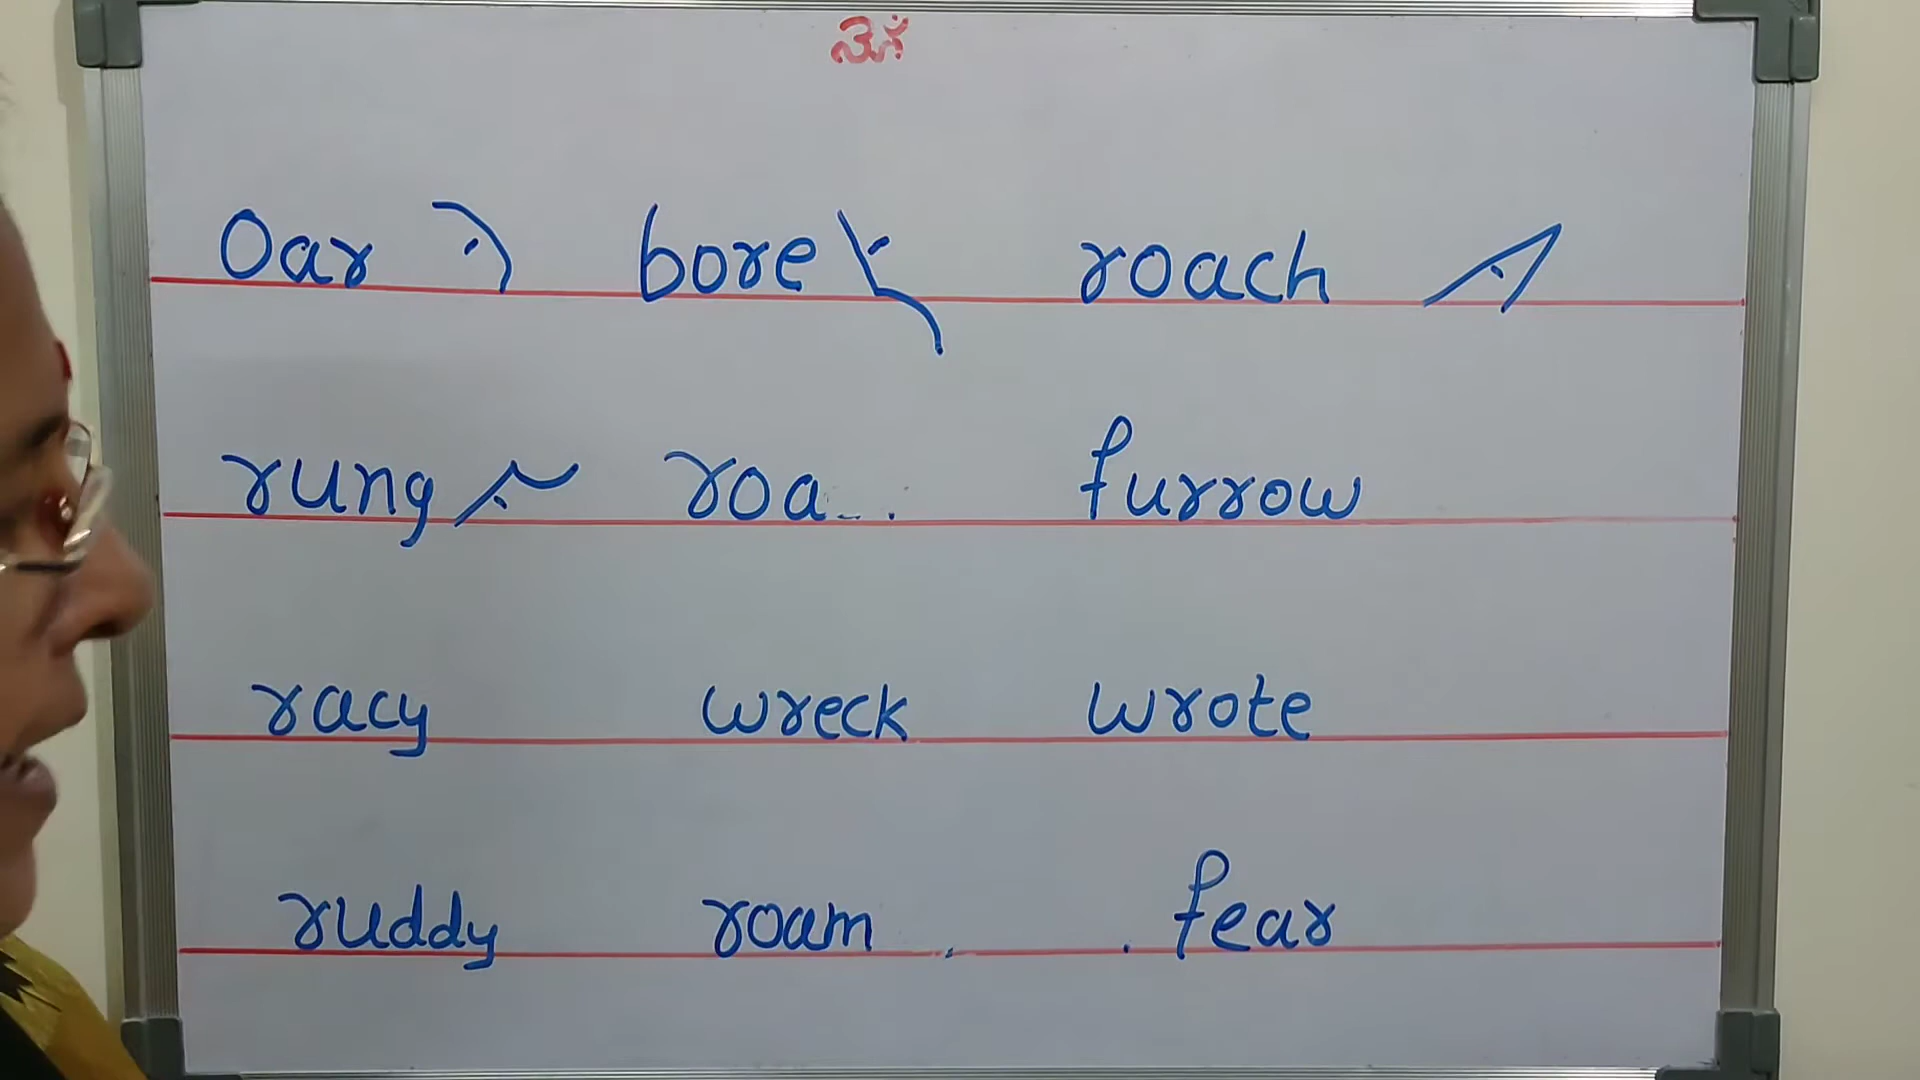 Oar bore roach
rung roa
furrow
racy wreck wrote
ruddy roam fear